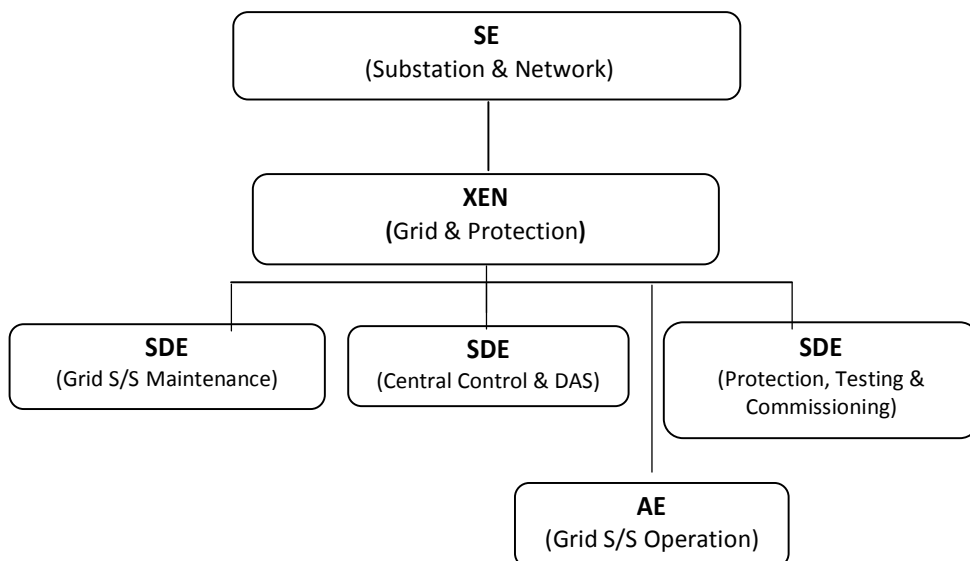 SE
(Substation & Network)
XEN
(Grid & Protection)
SDE
(Grid S/S Maintenance)
SDE
(Central Control & DAS)
SDE
(Protection, Testing &
Commissioning)
AE
(Grid S/S Operation)